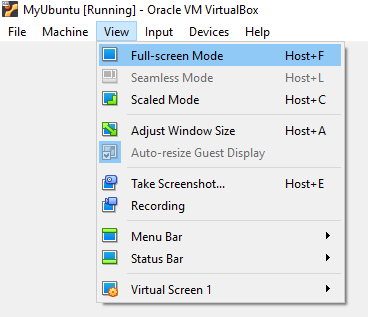 MyUbuntu [Running] - Oracle VM VirtualBox
File Machine View Input Devices Help
Full-screen Mode Host+F
Seamless Mode Host+L
Scaled Mode Host+C
Adjust Window Size Host+A
Auto-resize Guest Display
Take Screenshot... Host+E
Recording
Menu Bar
Status Bar
Virtual Screen 1